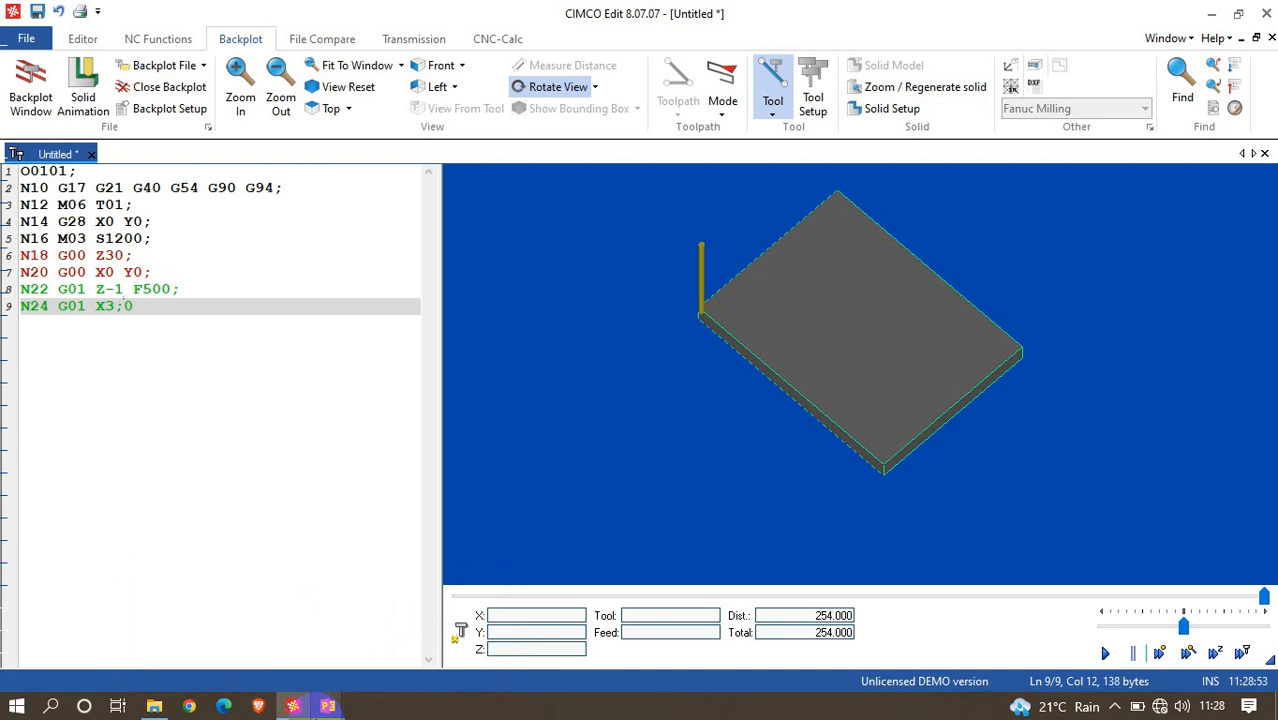 CIMCO Edit 8.07.07 - [Untitled *]
File Editor NC Functions Backplot File Compare Transmission CNC-Calc Window Help
Backplot Window
Solid Animation
Backplot File
Close Backplot
Backplot Setup
File
Zoom In
Zoom Out
Fit To Window
View Reset
Top
Front
Left
View From Tool
View
Measure Distance
Rotate View
Show Bounding Box
Toolpath
Mode
Toolpath
Tool
Tool Setup
Tool
Solid Model
Zoom / Regenerate solid
Solid Setup
Solid
DXF
Fanuc Milling
Other
Find
Find
Untitled *
1 O0101;
2 N10 G17 G21 G40 G54 G90 G94;
3 N12 M06 T01;
4 N14 G28 X0 Y0;
5 N16 M03 S1200;
6 N18 G00 Z30;
7 N20 G00 X0 Y0;
8 N22 G01 Z-1 F500;
9 N24 G01 X3;0
X: Tool: Dist.: 254.000
Y: Feed: Total: 254.000
Z:
Unlicensed DEMO version Ln 9/9, Col 12, 138 bytes INS 11:28:53
P3 21°C Rain 11:28